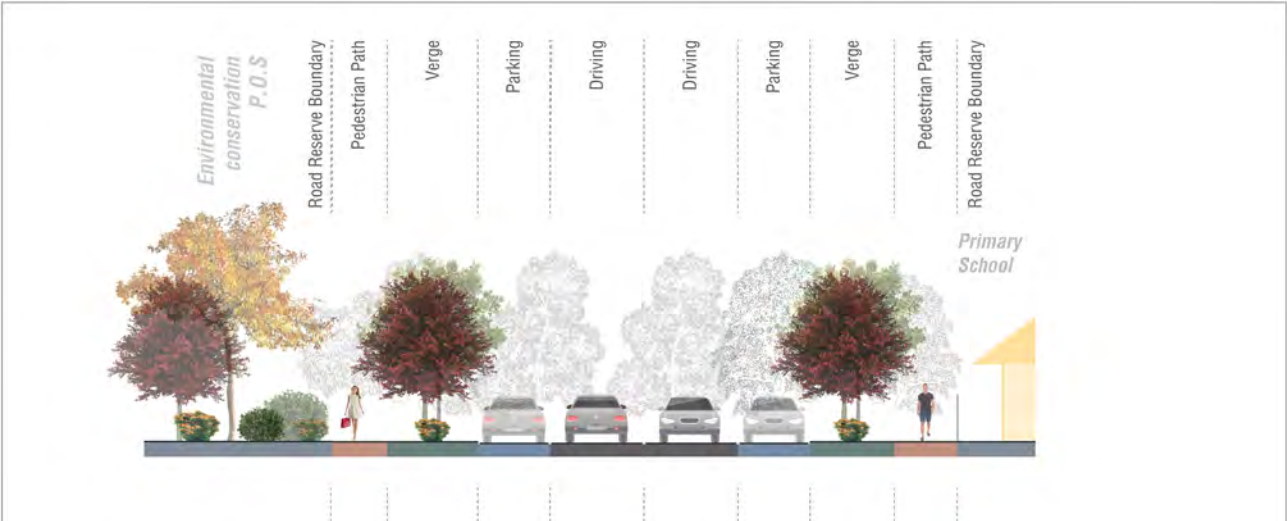 Environmental
conservation
P.O.S
Road Reserve Boundary
Pedestrian Path
Verge
Parking
Driving
Driving
Parking
Verge
Pedestrian Path
Road Reserve Boundary
Primary
School